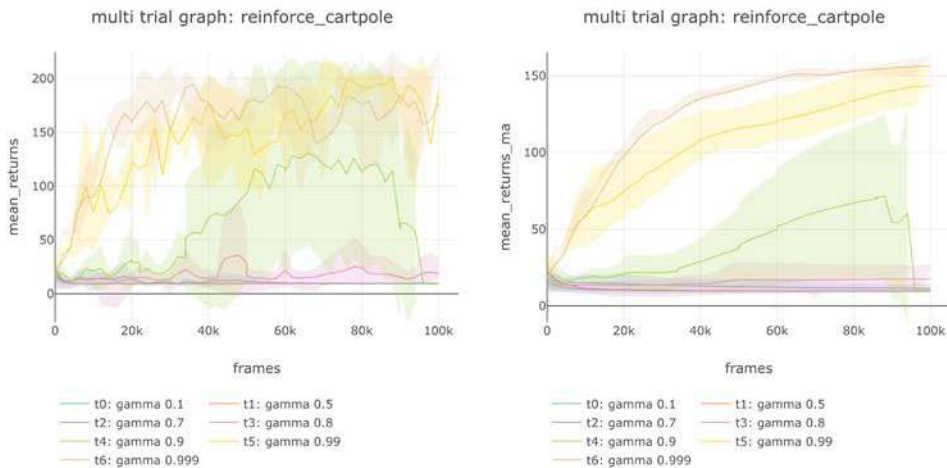 multi trial graph: reinforce_cartpole
200
150
100
50
0
mean_returns
0 20k 40k 60k 80k 100k
frames
t0: gamma 0.1 t1: gamma 0.5
t2: gamma 0.7 t3: gamma 0.8
t4: gamma 0.9 t5: gamma 0.99
t6: gamma 0.999
multi trial graph: reinforce_cartpole
150
100
50
0
mean_returns_ma
0 20k 40k 60k 80k 100k
frames
t0: gamma 0.1 t1: gamma 0.5
t2: gamma 0.7 t3: gamma 0.8
t4: gamma 0.9 t5: gamma 0.99
t6: gamma 0.999